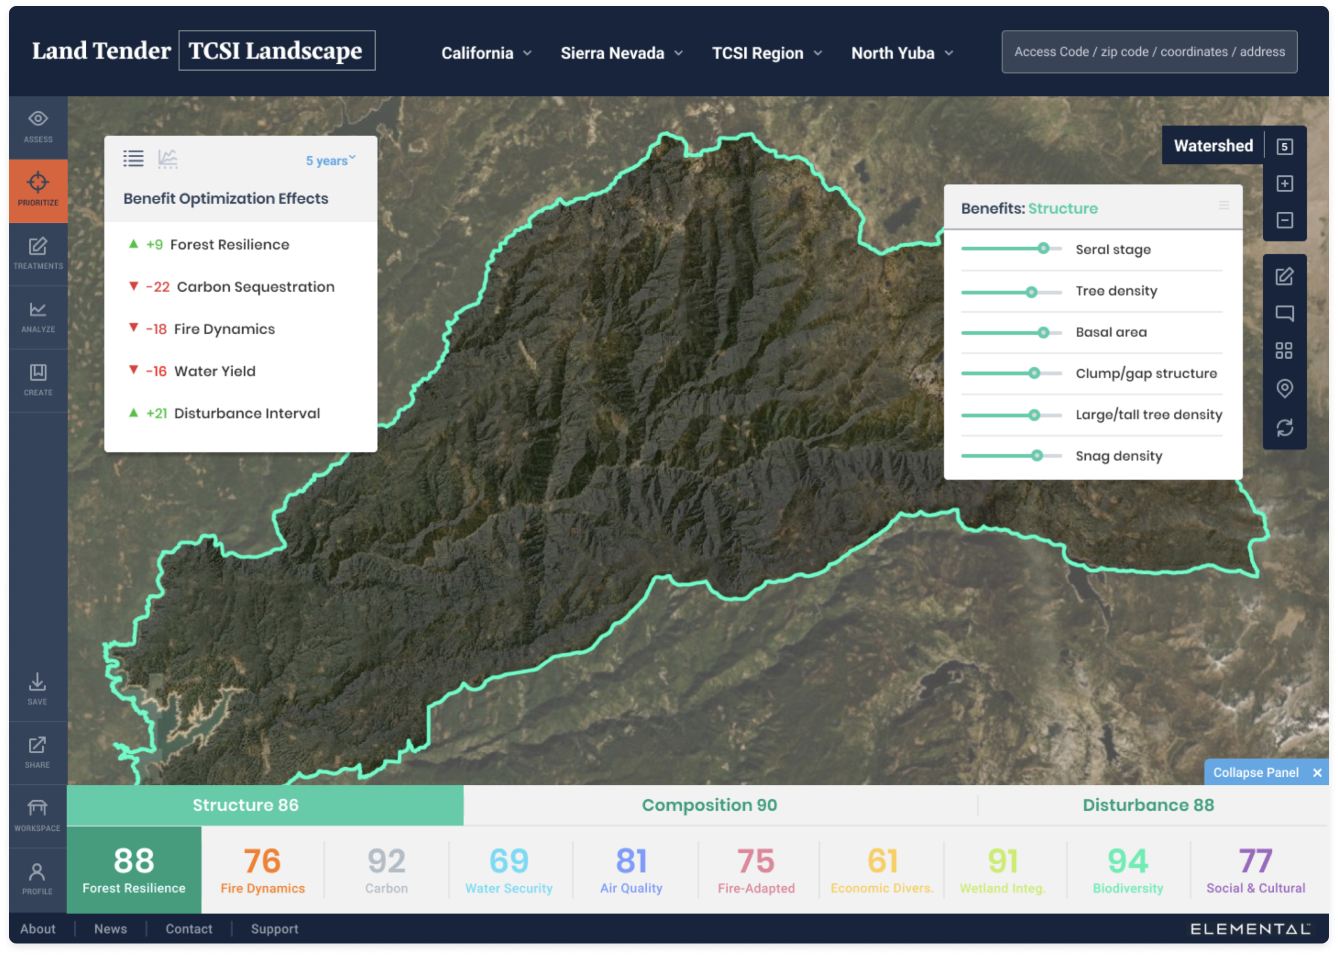 Land Tender TCSI Landscape
California Sierra Nevada TCSI Region North Yuba
Access Code / zip code / coordinates / address
ASSESS
PRIORITIZE
TREATMENTS
ANALYZE
CREATE
SAVE
SHARE
WORKSPACE
PROFILE
5 years
Benefit Optimization Effects
+9 Forest Resilience
-22 Carbon Sequestration
-18 Fire Dynamics
-16 Water Yield
+21 Disturbance Interval
Watershed 5
Benefits: Structure
Seral stage
Tree density
Basal area
Clump/gap structure
Large/tall tree density
Snag density
Collapse Panel ×
Structure 86 Composition 90 Disturbance 88
88 76 92 69 81 75 61 91 94 77
Forest Resilience Fire Dynamics Carbon Water Security Air Quality Fire-Adapted Economic Divers. Wetland Integ. Biodiversity Social & Cultural
About News Contact Support
ELEMENTAL